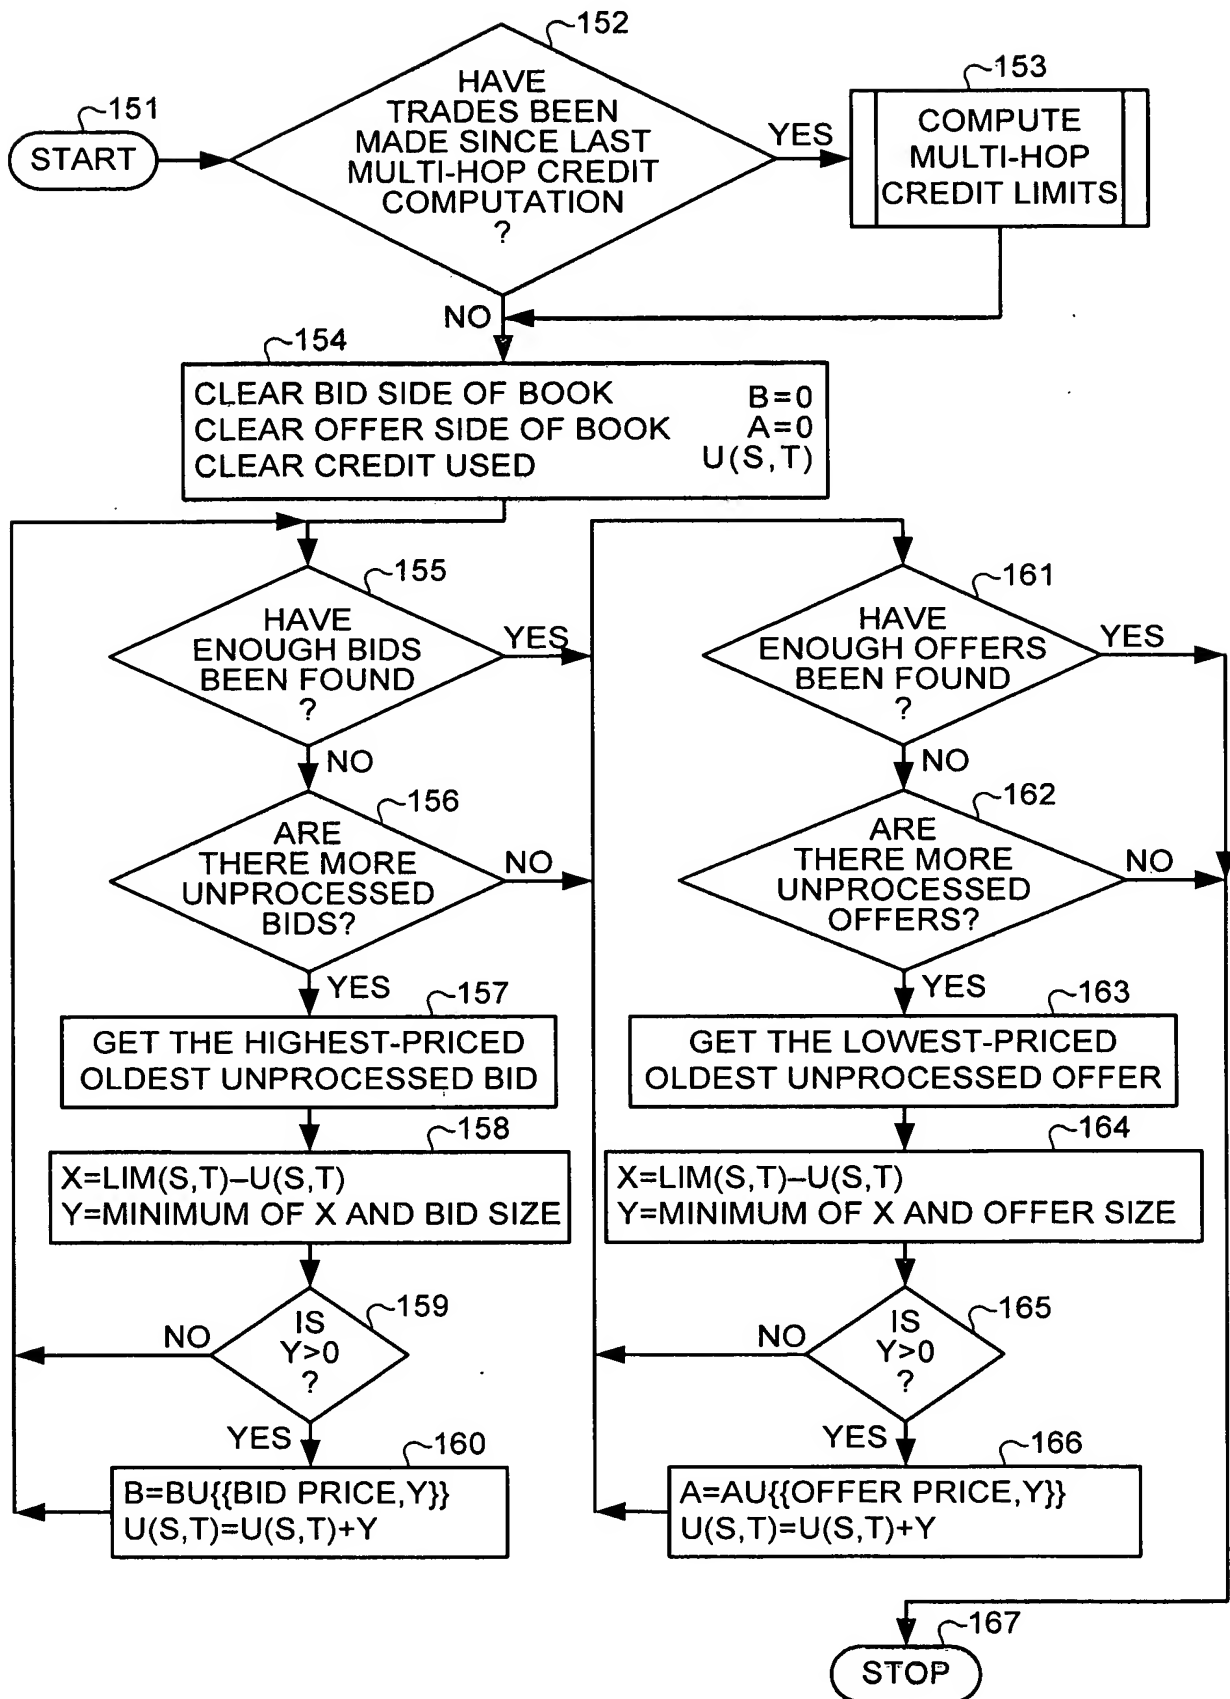 152
HAVE
TRADES BEEN
MADE SINCE LAST
MULTI-HOP CREDIT
COMPUTATION
?
153
COMPUTE
MULTI-HOP
CREDIT LIMITS
151
START
YES
NO
154
CLEAR BID SIDE OF BOOK B=0
CLEAR OFFER SIDE OF BOOK A=0
CLEAR CREDIT USED U(S,T)
155
HAVE
ENOUGH BIDS
BEEN FOUND
?
YES
NO
156
ARE
THERE MORE
UNPROCESSED
BIDS?
NO
YES
157
GET THE HIGHEST-PRICED
OLDEST UNPROCESSED BID
158
X=LIM(S,T)–U(S,T)
Y=MINIMUM OF X AND BID SIZE
159
IS
Y>0
?
NO
YES
160
B=BU{{BID PRICE,Y}}
U(S,T)=U(S,T)+Y
161
HAVE
ENOUGH OFFERS
BEEN FOUND
?
YES
NO
162
ARE
THERE MORE
UNPROCESSED
OFFERS?
NO
YES
163
GET THE LOWEST-PRICED
OLDEST UNPROCESSED OFFER
164
X=LIM(S,T)–U(S,T)
Y=MINIMUM OF X AND OFFER SIZE
165
IS
Y>0
?
NO
YES
166
A=AU{{OFFER PRICE,Y}}
U(S,T)=U(S,T)+Y
167
STOP